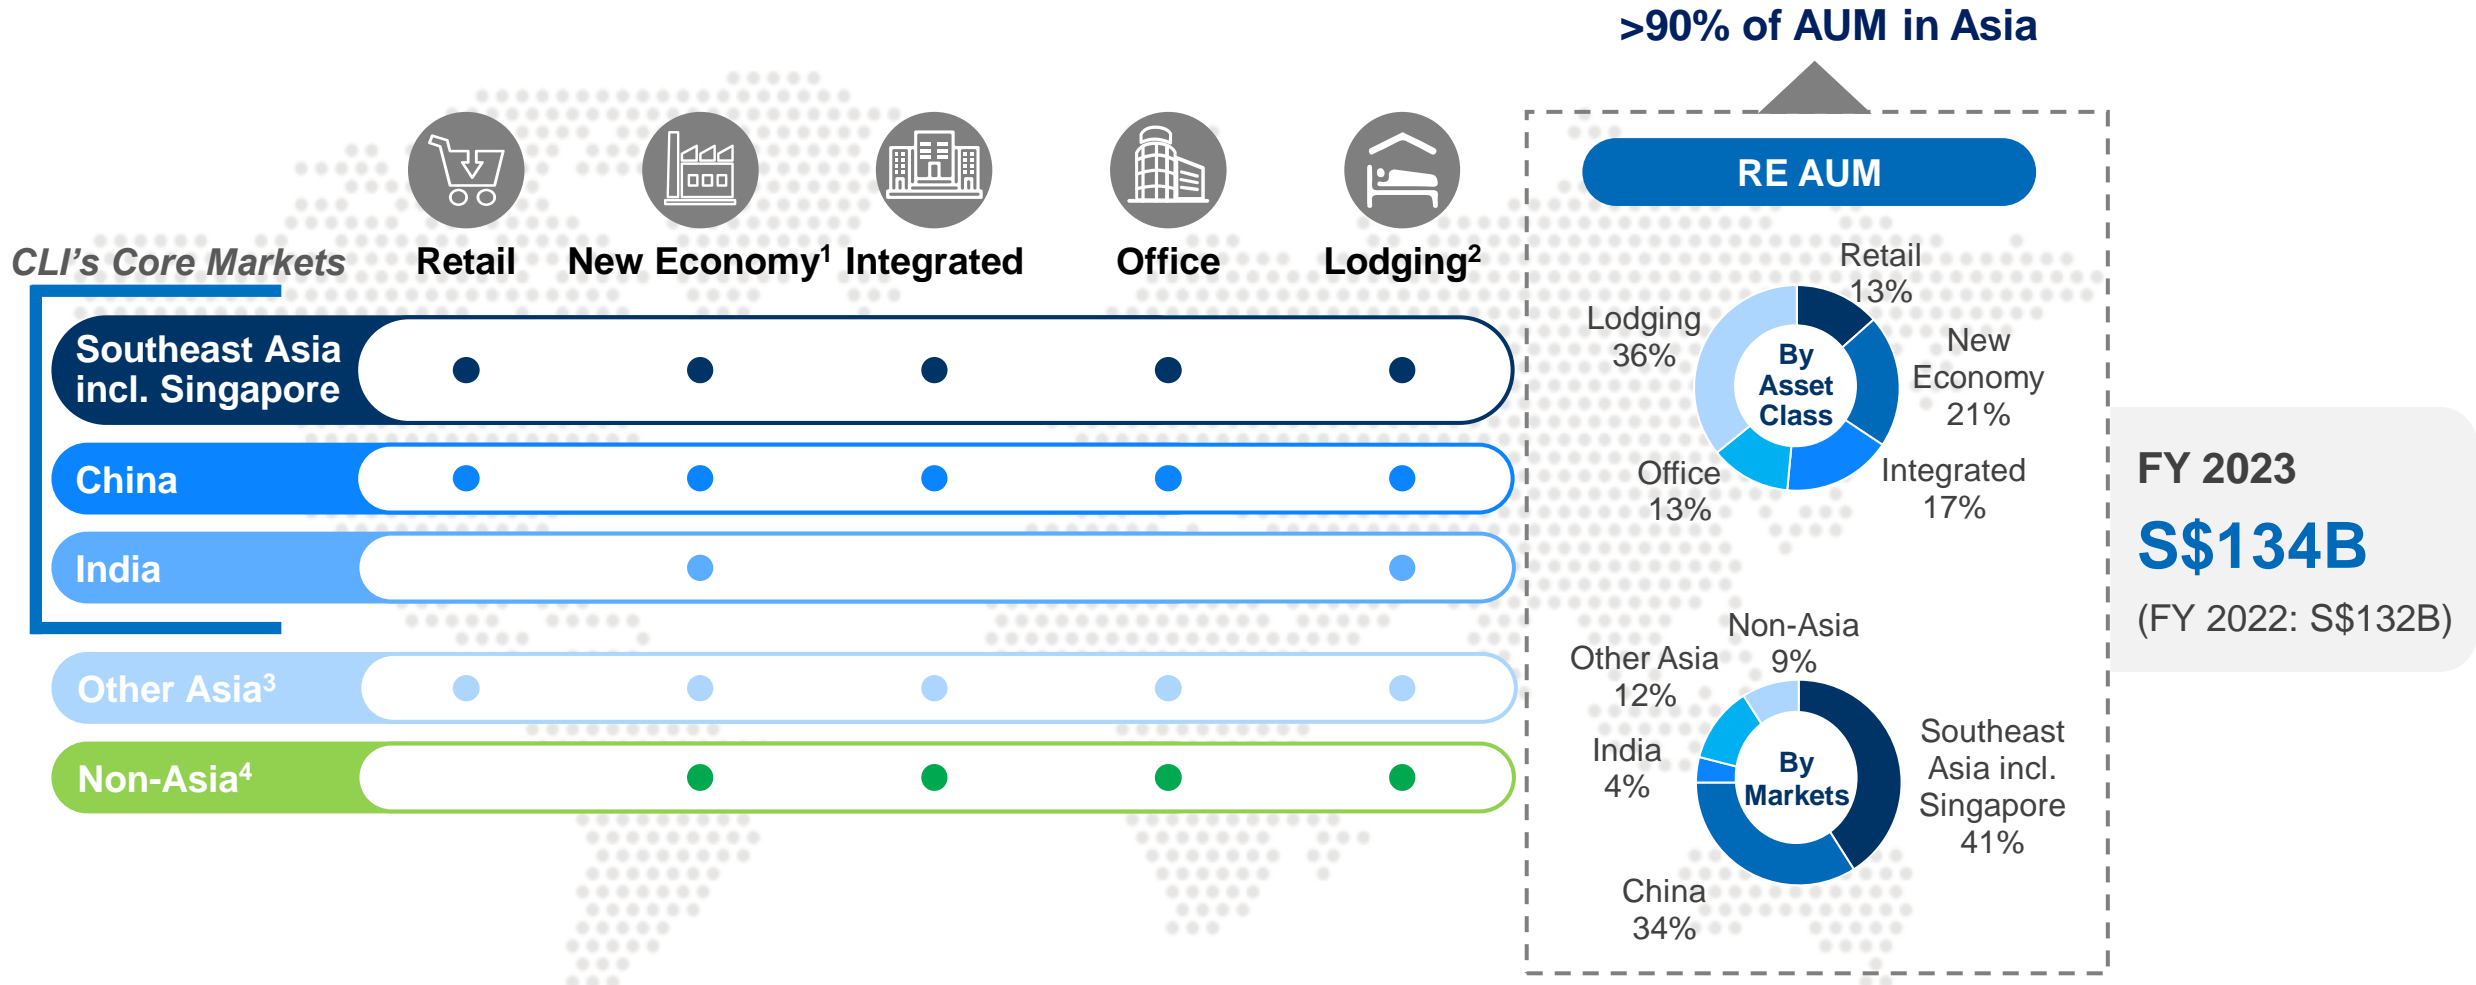 >90% of AUM in Asia
RE AUM
CLI's Core Markets
Retail
New Economy¹
Integrated
Office
Lodging²
Southeast Asia
incl. Singapore
China
India
Other Asia³
Non-Asia⁴
Retail
13%
Lodging
36%
New
Economy
21%
By
Asset
Class
Office
13%
Integrated
17%
Non-Asia
9%
Other Asia
12%
India
4%
By
Markets
Southeast
Asia incl.
Singapore
41%
China
34%
FY 2023
S$134B
(FY 2022: S$132B)